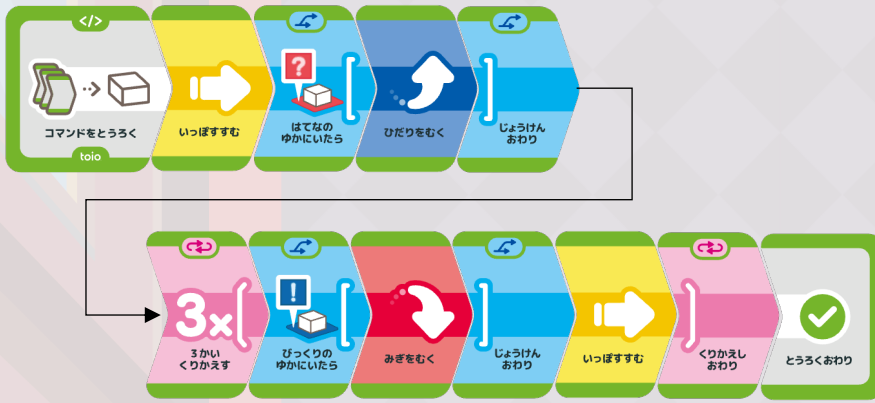 </>
コマンドをとうろく
toio
いっぽすすむ
?
はてなの
ゆかにいたら
ひだりをむく
じょうけん
おわり
3x
3かい
くりかえす
!
びっくりの
ゆかにいたら
みぎをむく
じょうけん
おわり
いっぽすすむ
くりかえし
おわり
とうろくおわり